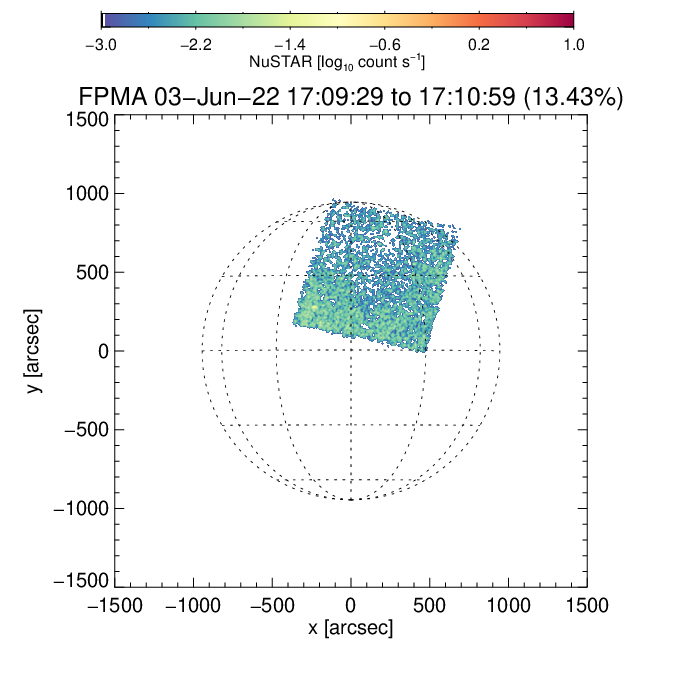 −3.0 −2.2 −1.4 −0.6 0.2 1.0
NuSTAR [log₁₀ count s⁻¹]
FPMA 03−Jun−22 17:09:29 to 17:10:59 (13.43%)
1500
1000
500
0
−500
−1000
−1500
y [arcsec]
−1500 −1000 −500 0 500 1000 1500
x [arcsec]